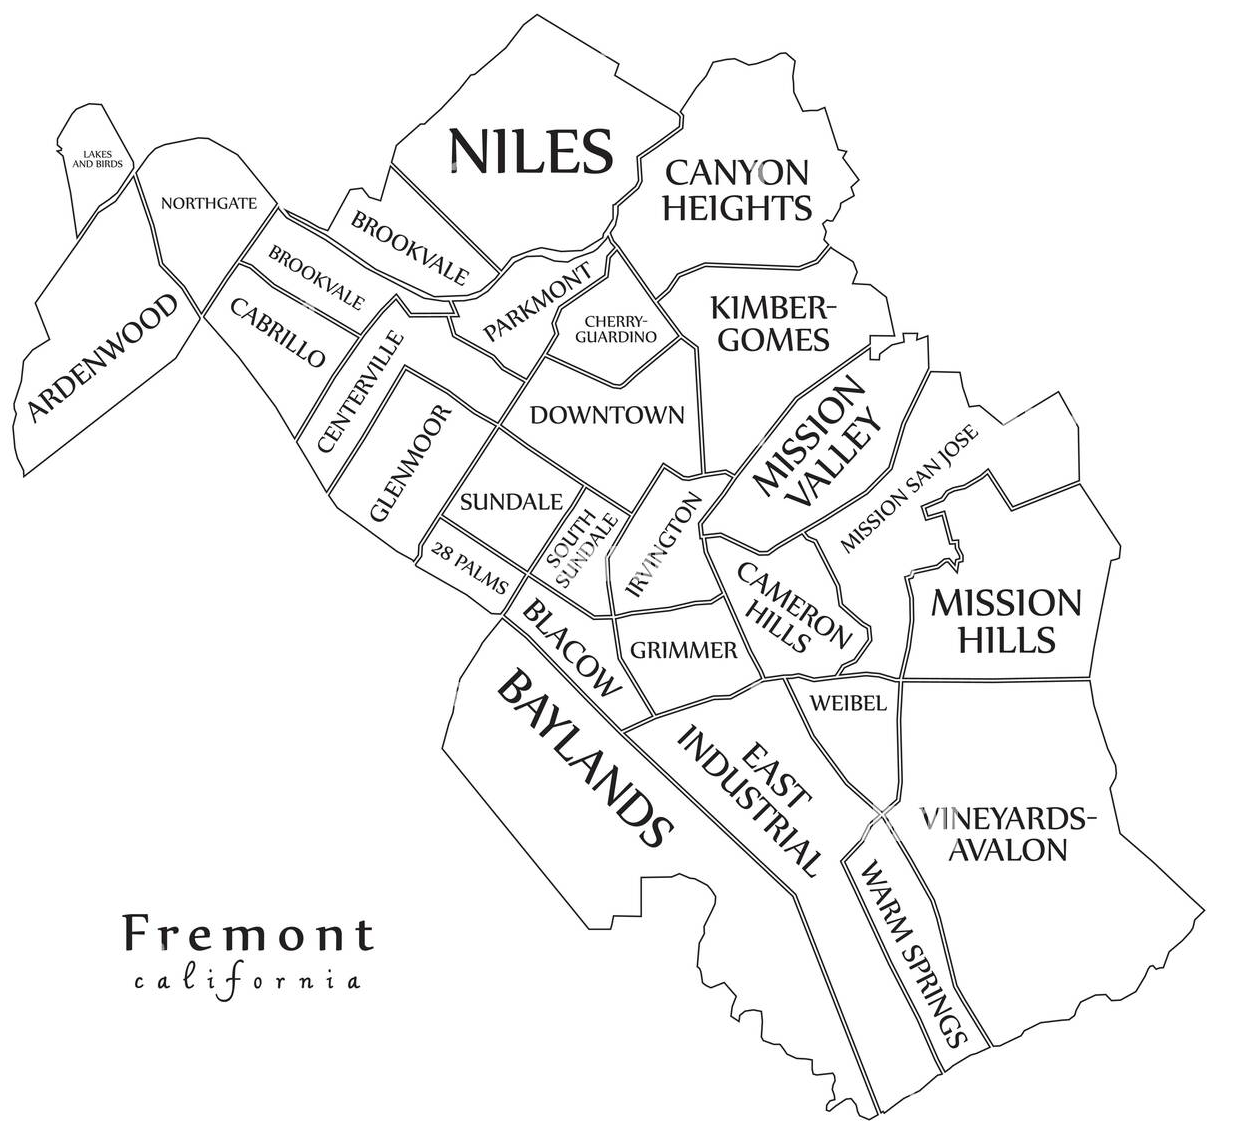 NILES
CANYON
HEIGHTS
LAKES
AND BIRDS
NORTHGATE
BROOKVALE
BROOKVALE
PARKMONT
CHERRY-
GUARDINO
KIMBER-
GOMES
ARDENWOOD
CABRILLO
CENTERVILLE
GLENMOOR
DOWNTOWN
MISSION
VALLEY
MISSION SAN JOSE
SUNDALE
SOUTH
SUNDALE
28 PALMS
IRVINGTON
CAMERON
HILLS
MISSION
HILLS
BLACOW
GRIMMER
WEIBEL
BAYLANDS
EAST
INDUSTRIAL
VINEYARDS-
AVALON
WARM SPRINGS
Fremont
california